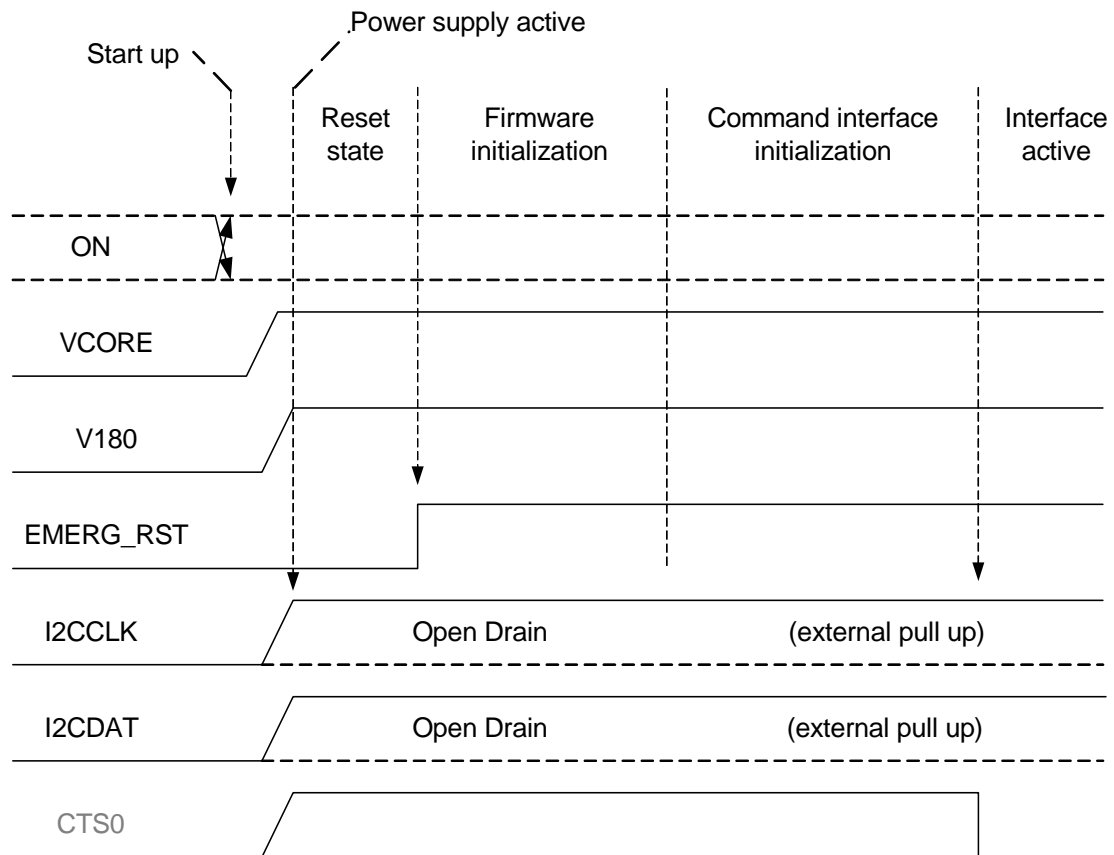 Power supply active
Start up
Reset
state
Firmware
initialization
Command interface
initialization
Interface
active
ON
VCORE
V180
EMERG_RST
I2CCLK
Open Drain
(external pull up)
I2CDAT
Open Drain
(external pull up)
CTS0